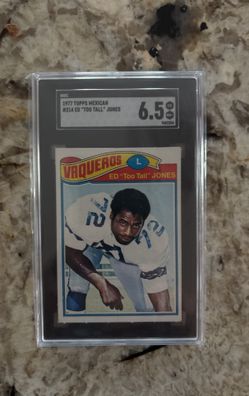 1977 TOPPS MEXICAN
#314 ED "TOO TALL" JONES
6.5
VAQUEROS
L
ED "Too Tall" JONES
72
72